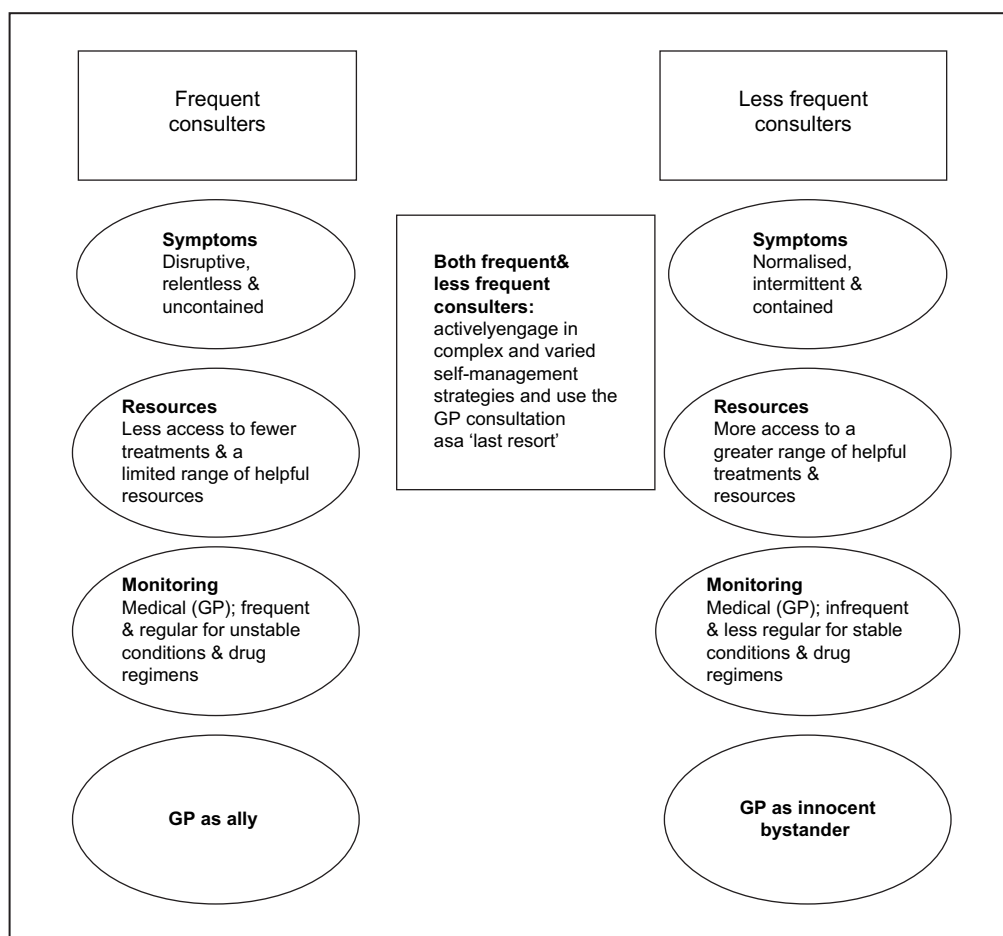 Frequent
consulters
Symptoms
Disruptive,
relentless &
uncontained
Resources
Less access to fewer
treatments & a
limited range of helpful
resources
Monitoring
Medical (GP); frequent
& regular for unstable
conditions & drug
regimens
GP as ally
Both frequent&
less frequent
consulters:
activelyengage in
complex and varied
self-management
strategies and use the
GP consultation
asa ‘last resort’
Less frequent
consulters
Symptoms
Normalised,
intermittent &
contained
Resources
More access to a
greater range of helpful
treatments &
resources
Monitoring
Medical (GP); infrequent
& less regular for stable
conditions & drug
regimens
GP as innocent
bystander